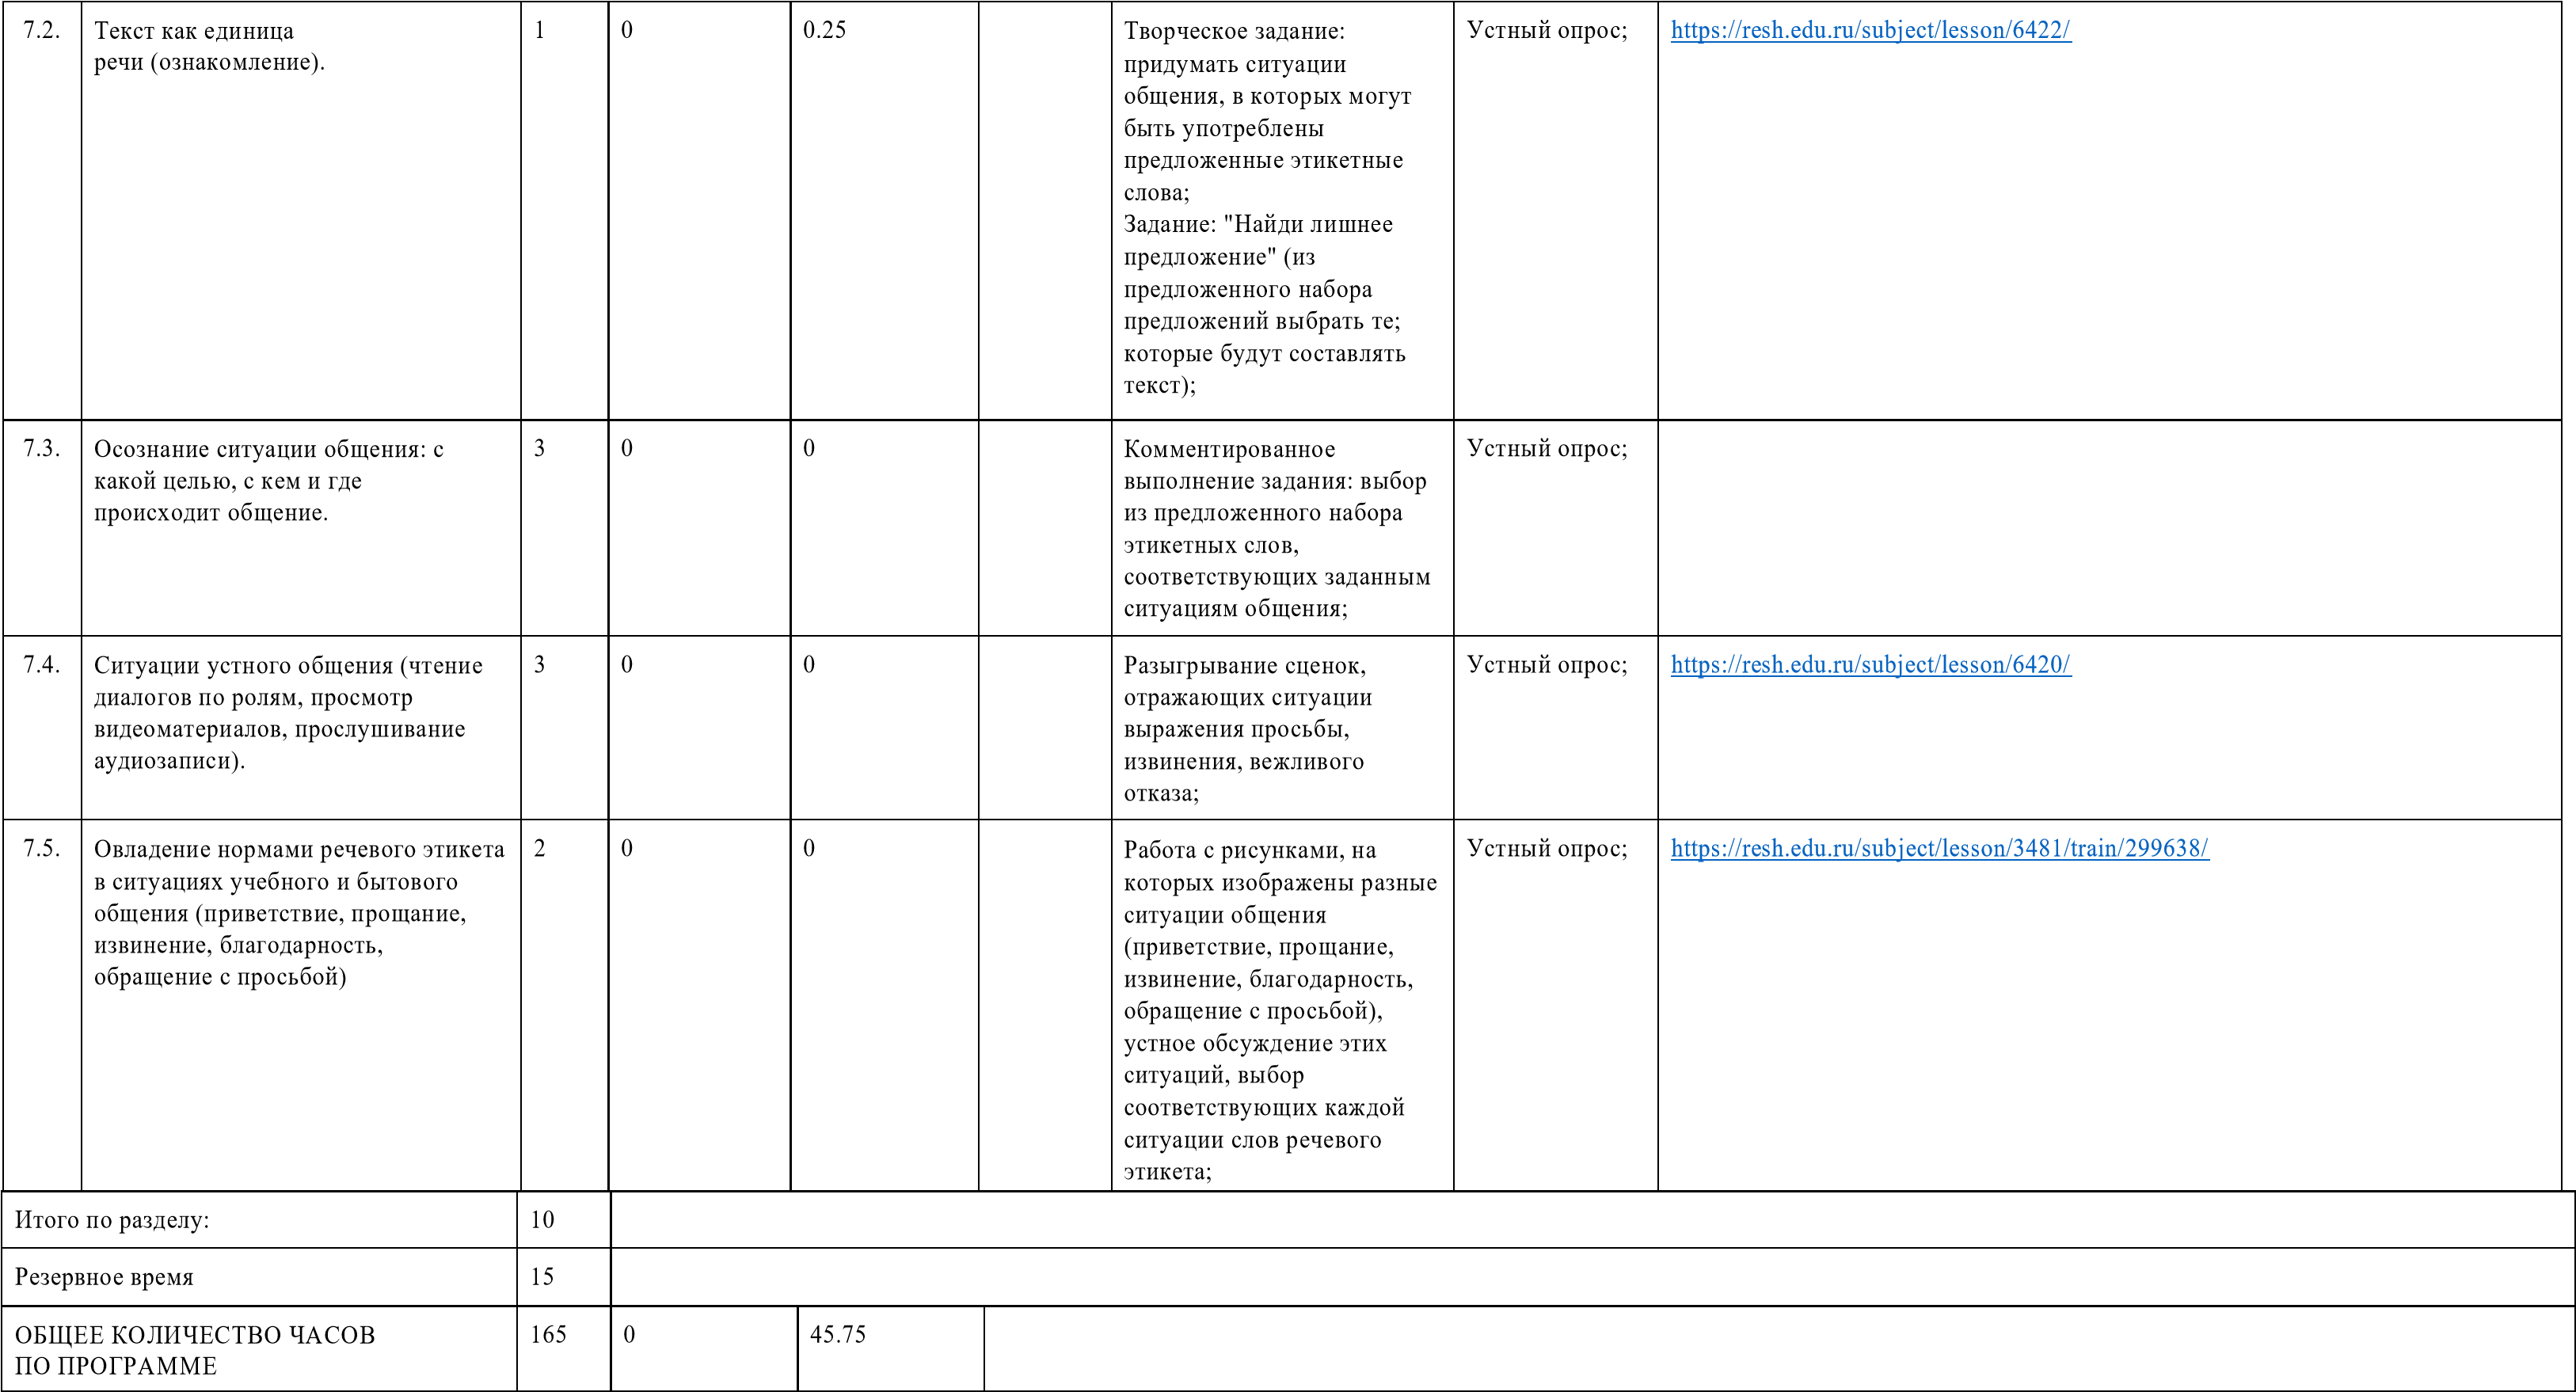 7.2.
Текст как единица
речи (ознакомление).
1
0
0.25
Творческое задание:
придумать ситуации
общения, в которых могут
быть употреблены
предложенные этикетные
слова;
Задание: "Найди лишнее
предложение" (из
предложенного набора
предложений выбрать те;
которые будут составлять
текст);
Устный опрос;
https://resh.edu.ru/subject/lesson/6422/
7.3.
Осознание ситуации общения: с
какой целью, с кем и где
происходит общение.
3
0
0
Комментированное
выполнение задания: выбор
из предложенного набора
этикетных слов,
соответствующих заданным
ситуациям общения;
Устный опрос;
7.4.
Ситуации устного общения (чтение
диалогов по ролям, просмотр
видеоматериалов, прослушивание
аудиозаписи).
3
0
0
Разыгрывание сценок,
отражающих ситуации
выражения просьбы,
извинения, вежливого
отказа;
Устный опрос;
https://resh.edu.ru/subject/lesson/6420/
7.5.
Овладение нормами речевого этикета
в ситуациях учебного и бытового
общения (приветствие, прощание,
извинение, благодарность,
обращение с просьбой)
2
0
0
Работа с рисунками, на
которых изображены разные
ситуации общения
(приветствие, прощание,
извинение, благодарность,
обращение с просьбой),
устное обсуждение этих
ситуаций, выбор
соответствующих каждой
ситуации слов речевого
этикета;
Устный опрос;
https://resh.edu.ru/subject/lesson/3481/train/299638/
Итого по разделу:
10
Резервное время
15
ОБЩЕЕ КОЛИЧЕСТВО ЧАСОВ
ПО ПРОГРАММЕ
165
0
45.75